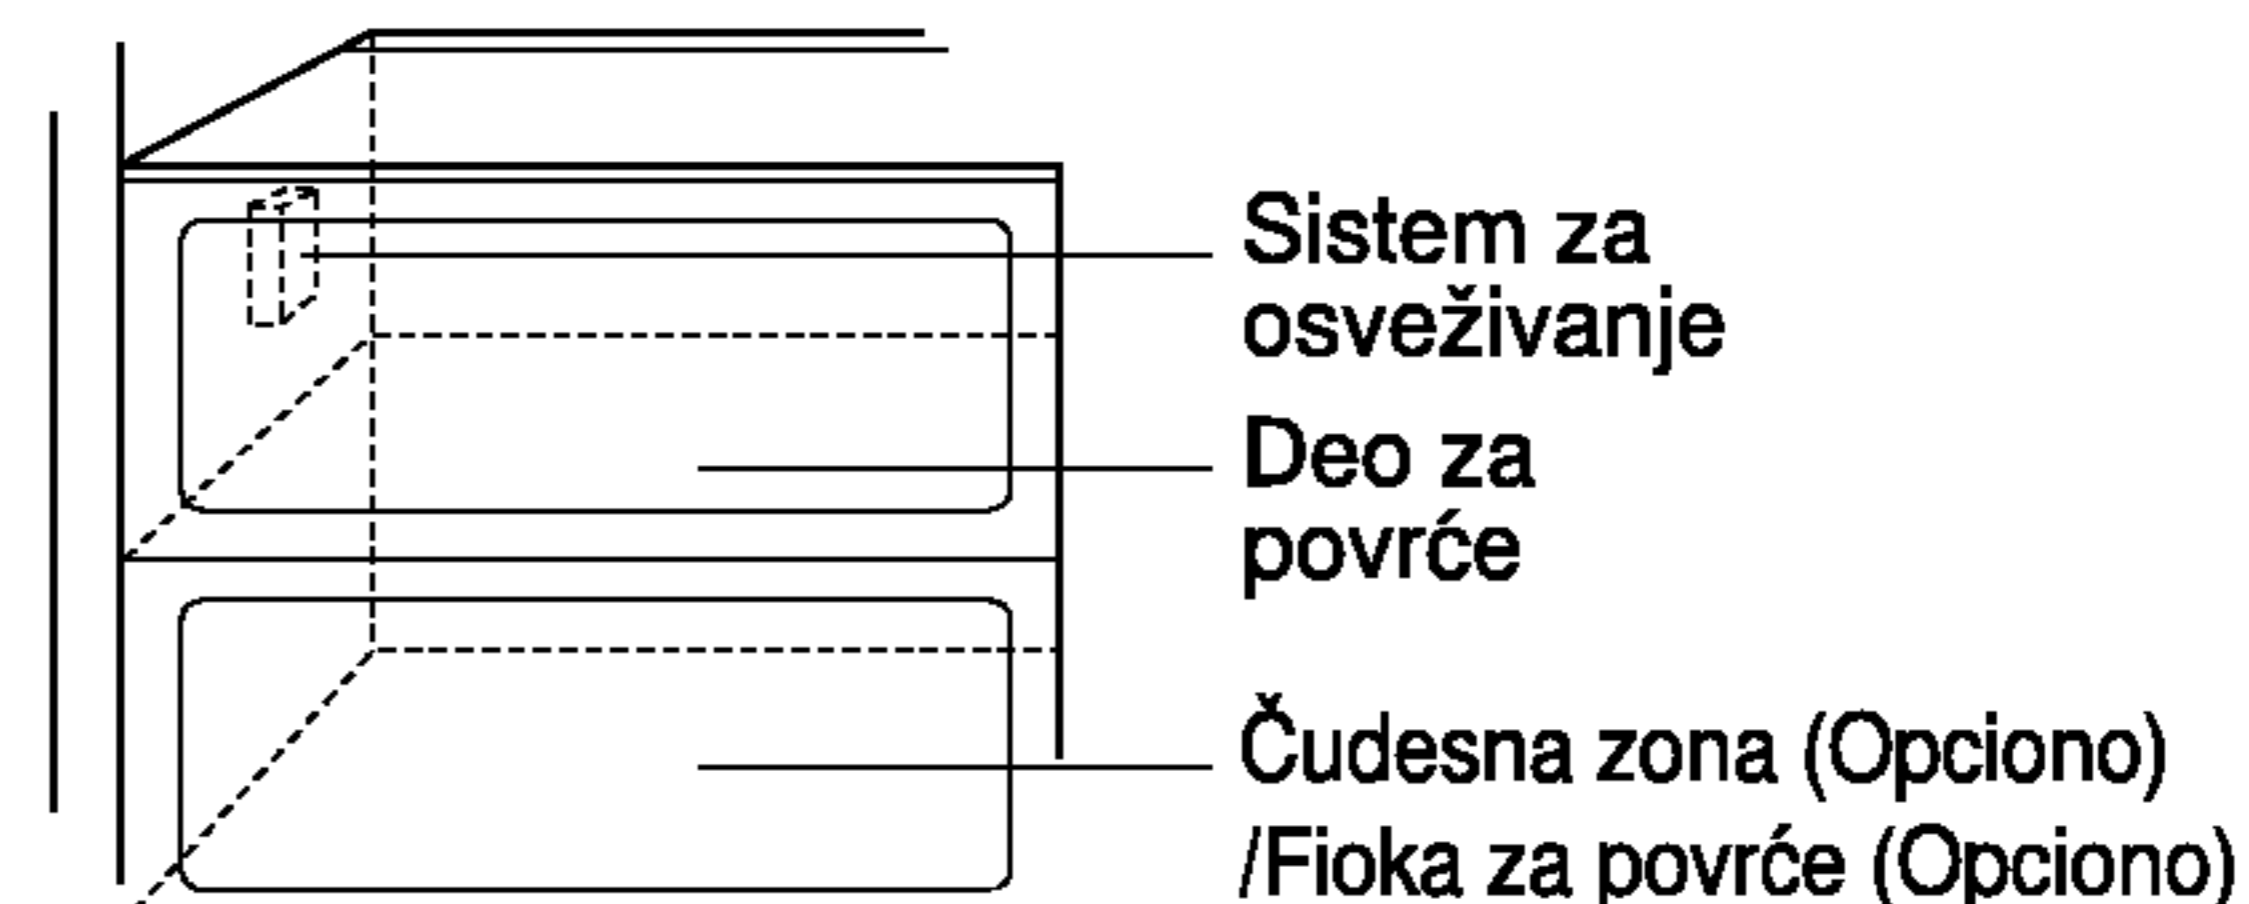 Sistem za
osveživanje
Deo za
povrće
Čudesna zona (Opciono)
/Fioka za povrće (Opciono)